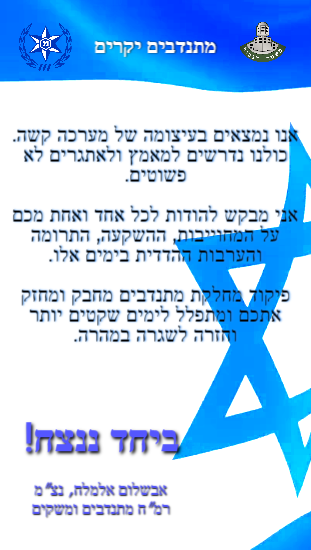 מתנדבים יקרים
אנו נמצאים בעיצומה של מערכה קשה.
כולנו נדרשים למאמץ ולאתגרים לא
פשוטים.
אני מבקש להודות לכל אחד ואחת מכם
על המחוייבות, ההשקעה, התרומה
והערבות ההדדית בימים אלו.
פיקוד מחלקת מתנדבים מחבק ומחזק
אתכם ומתפלל לימים שקטים יותר
וחזרה לשגרה במהרה.
ביחד ננצח!
אבשלום אלמלה, נצ"מ
רמ"ח מתנדבים ומשקים